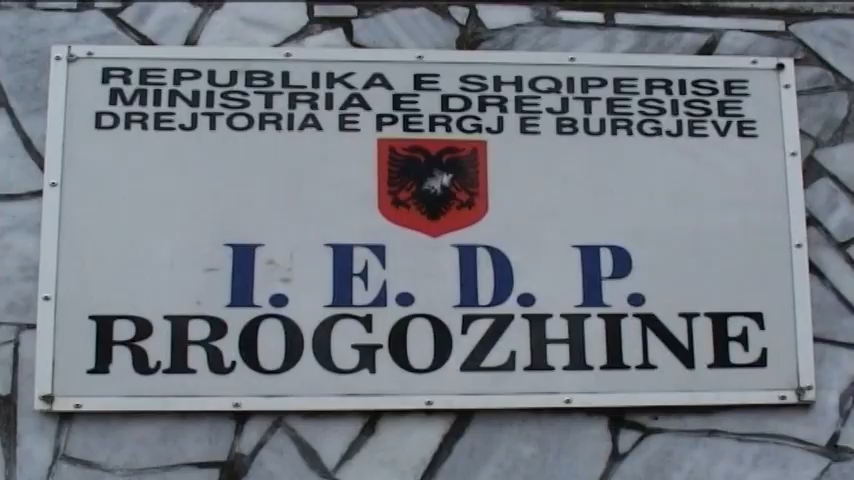 REPUBLIKA E SHQIPERISE
MINISTRIA E DREJTESISE
DREJTORIA E PERGJ E BURGJEVE
I. E. D. P.
RROGOZHINE